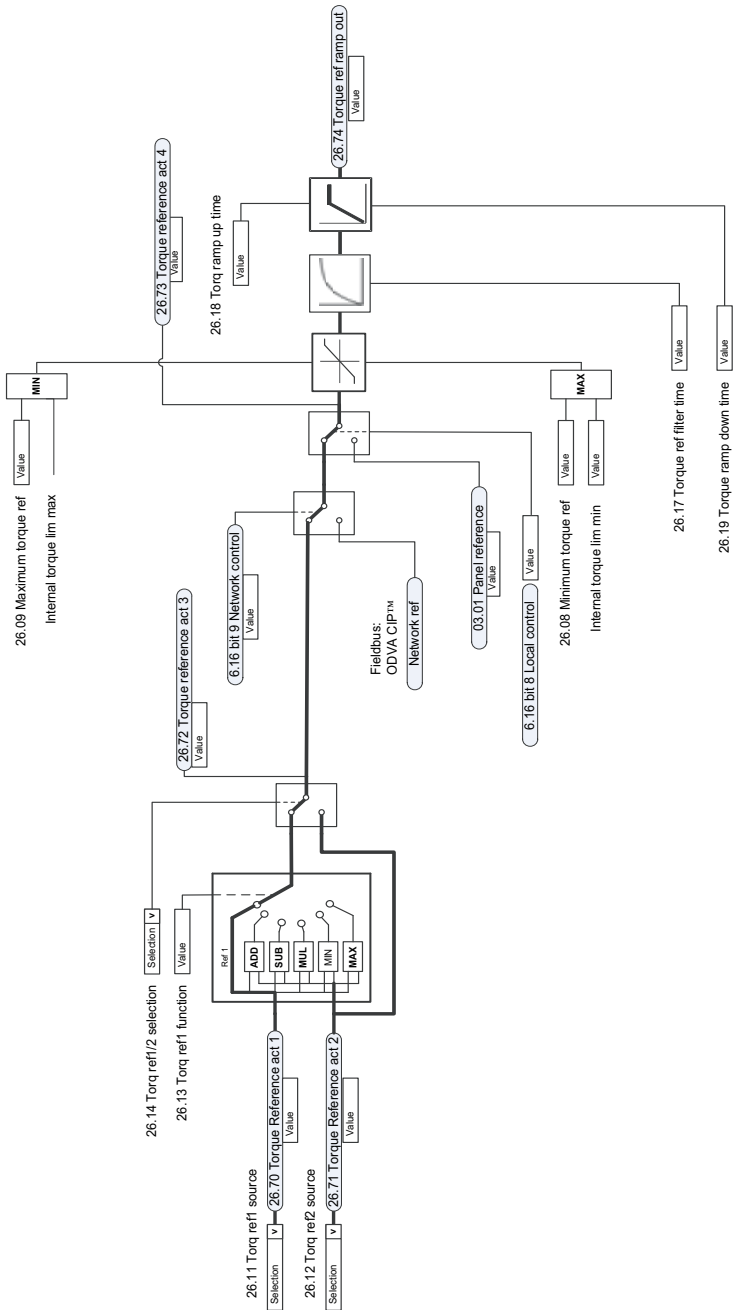 26.11 Torq ref1 source
Selection v
26.70 Torque Reference act 1
Value
26.12 Torq ref2 source
Selection v
26.71 Torque Reference act 2
Value
26.14 Torq ref1/2 selection
Selection v
26.13 Torq ref1 function
Value
Ref 1
ADD
SUB
MUL
MIN
MAX
26.72 Torque reference act 3
Value
6.16 bit 9 Network control
Value
Fieldbus:
ODVA CIP™
Network ref
03.01 Panel reference
Value
6.16 bit 8 Local control
Value
26.09 Maximum torque ref
Value
Internal torque lim max
MIN
26.73 Torque reference act 4
Value
26.08 Minimum torque ref
Value
Internal torque lim min
Value
MAX
26.18 Torq ramp up time
Value
26.17 Torque ref filter time
Value
26.19 Torque ramp down time
Value
26.74 Torque ref ramp out
Value